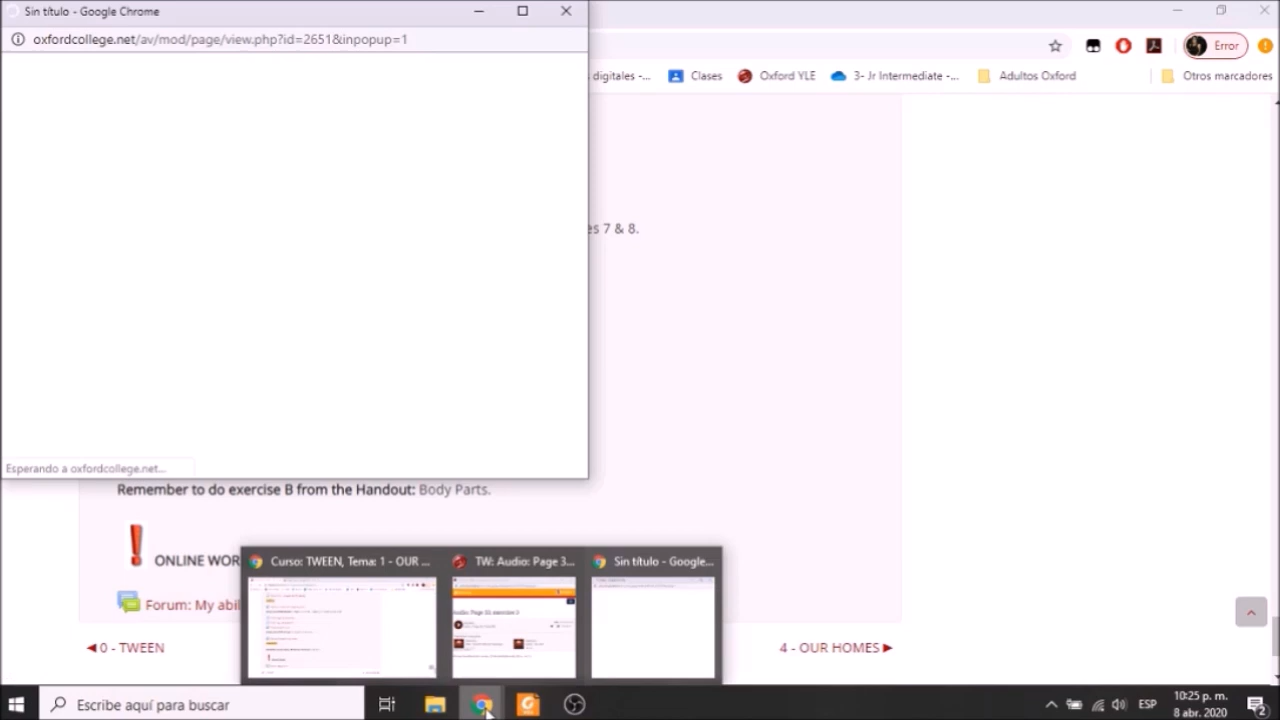 Sin título - Google Chrome
oxfordcollege.net/av/mod/page/view.php?id=2651&inpopup=1
Error
digitales -...
Clases
Oxford YLE
3- Jr Intermediate -...
Adultos Oxford
Otros marcadores
es 7 & 8.
Esperando a oxfordcollege.net...
Remember to do exercise B from the Handout: Body Parts.
ONLINE WOR
Forum: My abil
0 - TWEEN
4 - OUR HOMES
Curso: TWEEN, Tema: 1 - OUR ...
TW: Audio: Page 3...
Sin título - Google...
Escribe aquí para buscar
ESP
10:25 p. m.
8 abr. 2020
2